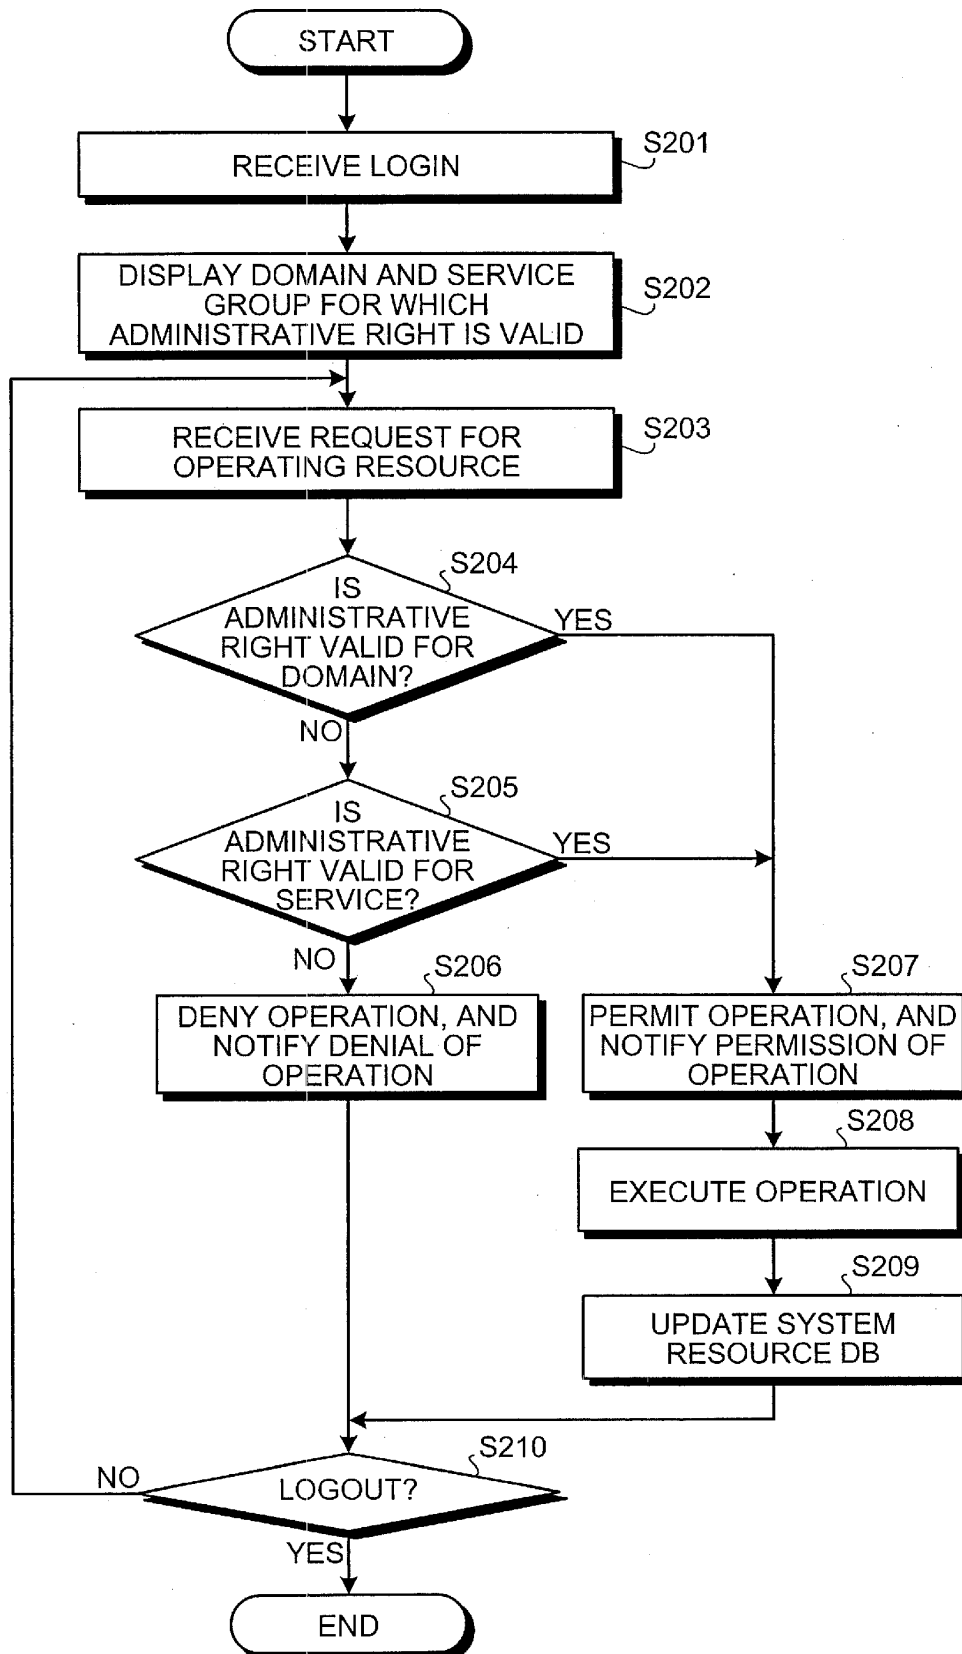 START
RECEIVE LOGIN
S201
DISPLAY DOMAIN AND SERVICE
GROUP FOR WHICH
ADMINISTRATIVE RIGHT IS VALID
S202
RECEIVE REQUEST FOR
OPERATING RESOURCE
S203
S204
IS
ADMINISTRATIVE
RIGHT VALID FOR
DOMAIN?
YES
NO
S205
IS
ADMINISTRATIVE
RIGHT VALID FOR
SERVICE?
YES
NO
S206
DENY OPERATION, AND
NOTIFY DENIAL OF
OPERATION
S207
PERMIT OPERATION, AND
NOTIFY PERMISSION OF
OPERATION
S208
EXECUTE OPERATION
S209
UPDATE SYSTEM
RESOURCE DB
S210
LOGOUT?
NO
YES
END